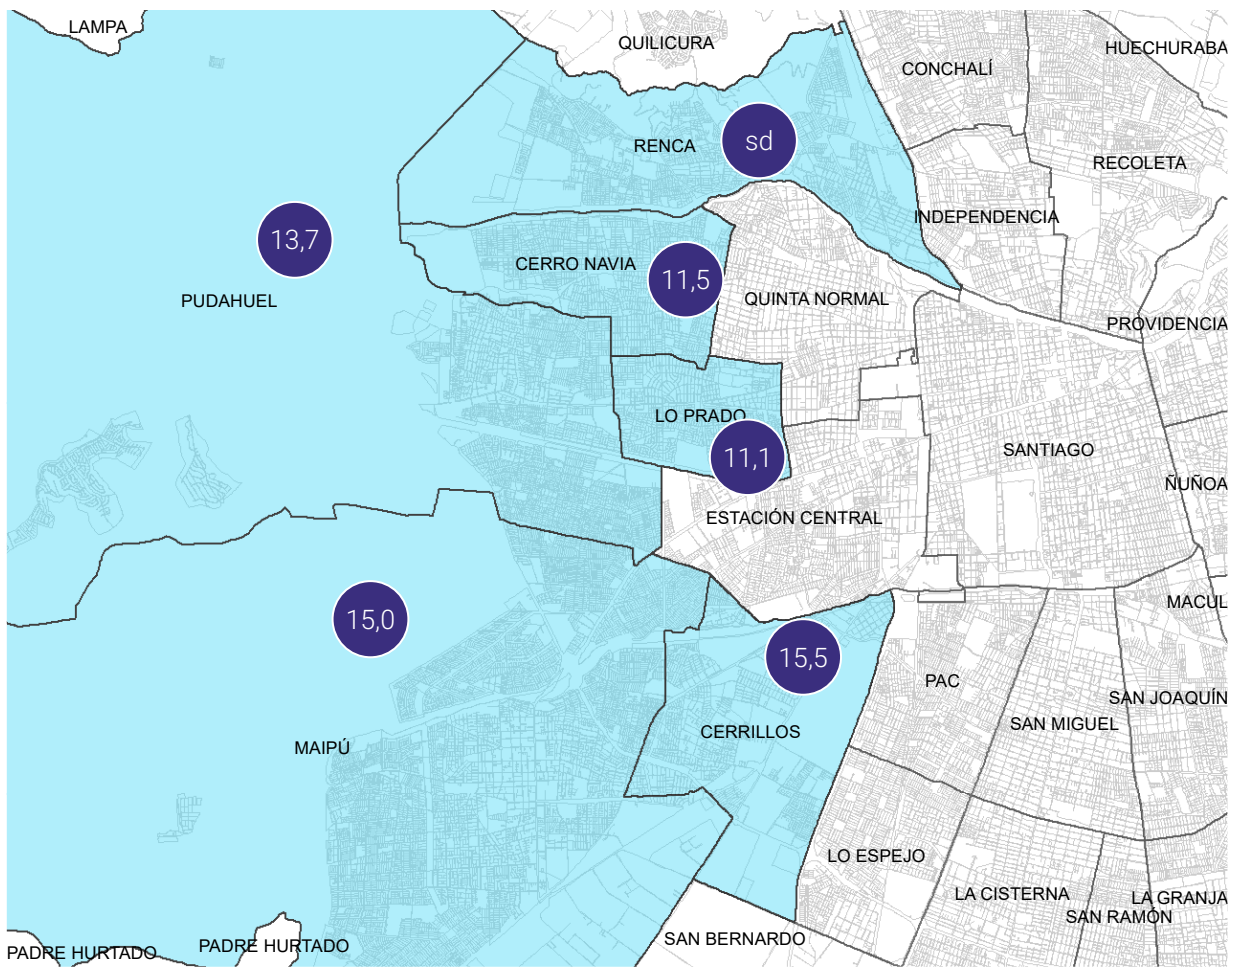 LAMPA
QUILICURA
HUECHURABA
CONCHALÍ
sd
RENCA
RECOLETA
INDEPENDENCIA
13,7
CERRO NAVIA
11,5
PUDAHUEL
QUINTA NORMAL
PROVIDENCIA
LO PRADO
11,1
SANTIAGO
ÑUÑOA
ESTACIÓN CENTRAL
MACUL
15,0
15,5
PAC
SAN JOAQUÍN
SAN MIGUEL
CERRILLOS
MAIPÚ
LO ESPEJO
LA CISTERNA
LA GRANJA
SAN RAMÓN
SAN BERNARDO
PADRE HURTADO
PADRE HURTADO